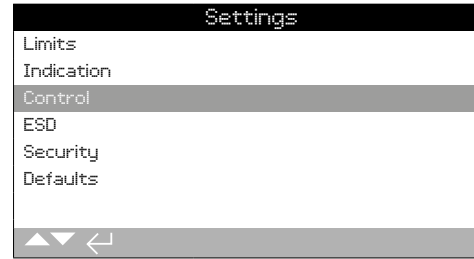 Settings
Limits
Indication
Control
ESD
Security
Defaults